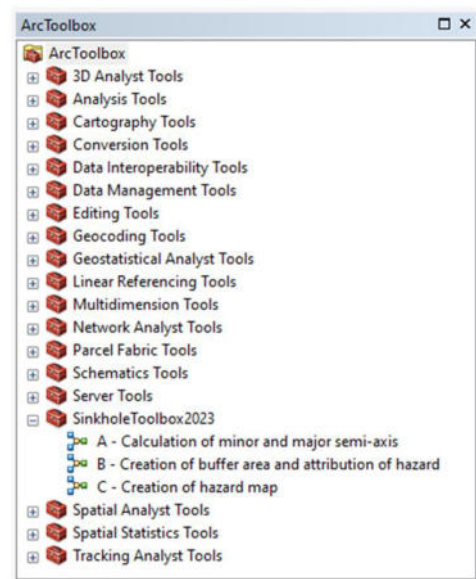 ArcToolbox
ArcToolbox
3D Analyst Tools
Analysis Tools
Cartography Tools
Conversion Tools
Data Interoperability Tools
Data Management Tools
Editing Tools
Geocoding Tools
Geostatistical Analyst Tools
Linear Referencing Tools
Multidimension Tools
Network Analyst Tools
Parcel Fabric Tools
Schematics Tools
Server Tools
SinkholeToolbox2023
A - Calculation of minor and major semi-axis
B - Creation of buffer area and attribution of hazard
C - Creation of hazard map
Spatial Analyst Tools
Spatial Statistics Tools
Tracking Analyst Tools